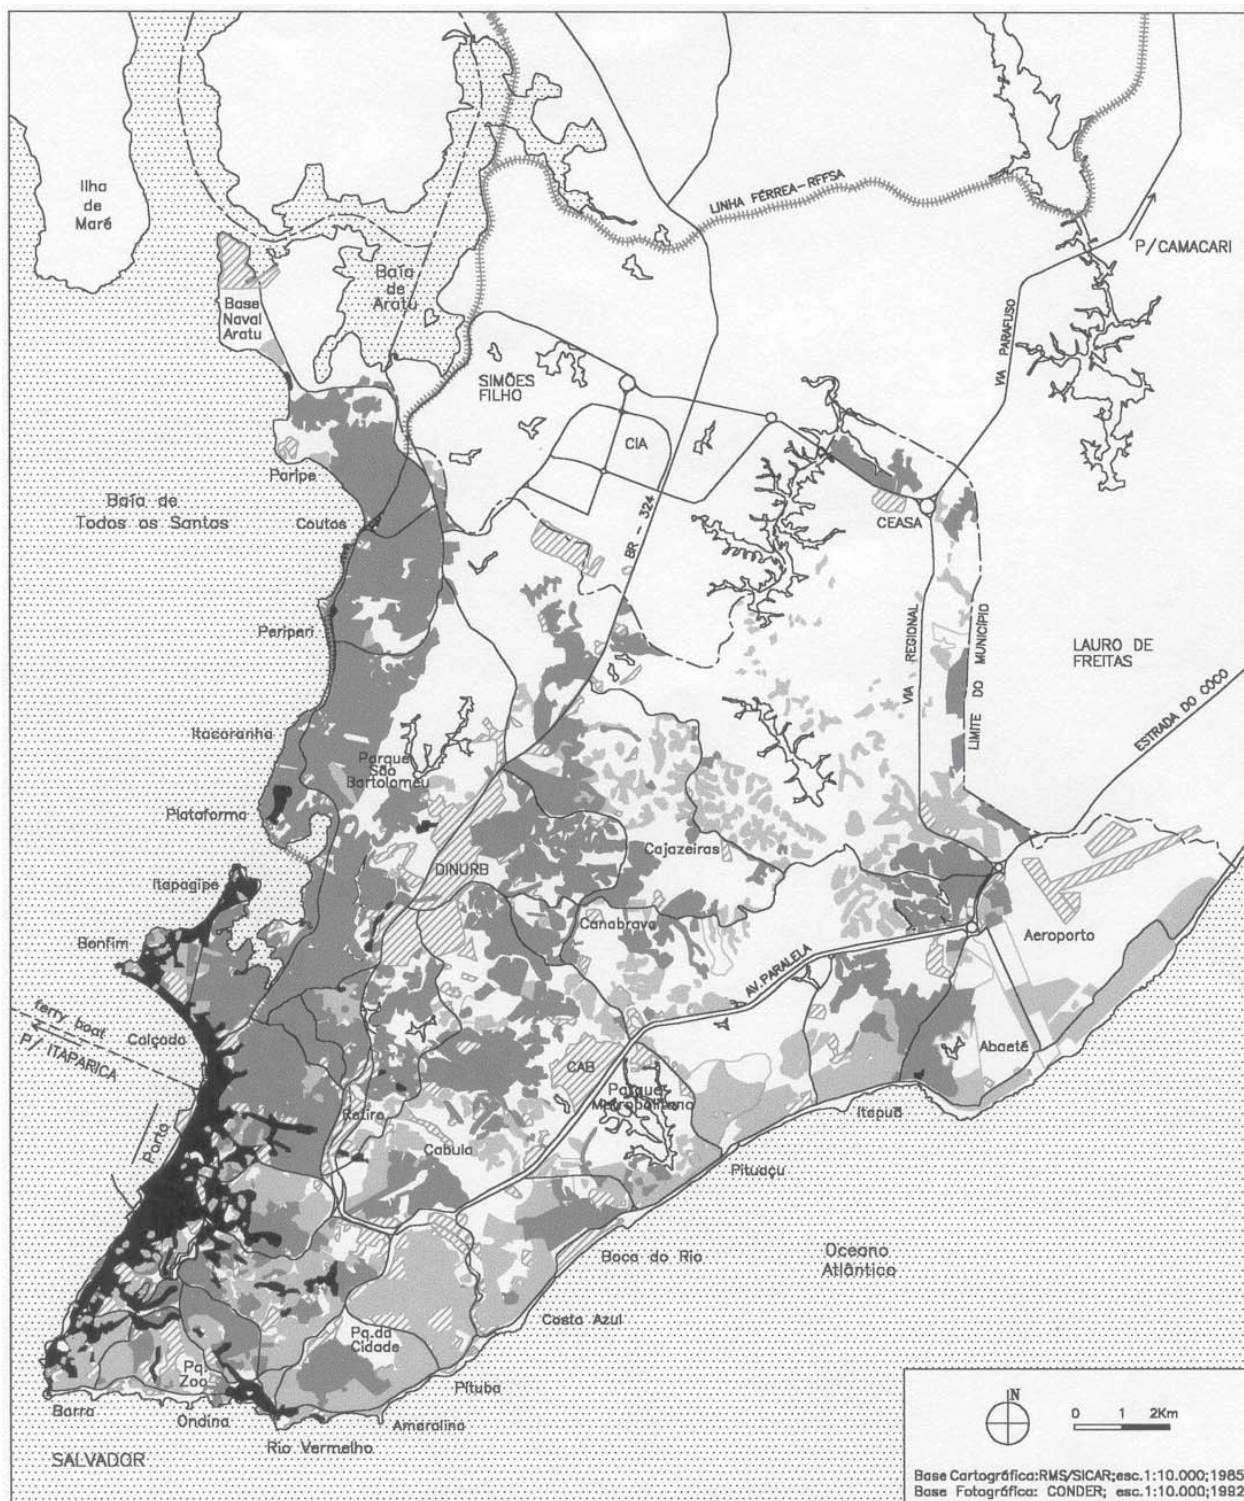 Ilha
de
Maré
LINHA FÉRREA-RFFSA
P/CAMACARI
Baía
de
Aratu
Base
Naval
Aratu
VIA PARAFUSO
SIMÕES
FILHO
CIA
Paripe
Baía de
Todos os Santos
Coutos
BR - 324
CEASA
Periperi
VIA REGIONAL
LIMITE DO MUNICÍPIO
LAURO DE
FREITAS
ESTRADA DO COCO
Itacaranha
Parque
São
Bartolomeu
Plataforma
Cajazeiras
DINURB
Itapagipe
Canabrava
Bonfim
Aeroporto
AV. PARALELA
ferry boat
P/ ITAPARICA
Calçada
Abaeté
CAB
Parque
Metropolitano
Itapuã
Retiro
Porto
Cabula
Pituaçu
Boca do Rio
Oceano
Atlântico
Costa Azul
Pq.da
Cidade
Pq.
Zoo
Pituba
Barra
Ondina
Amaralina
Rio Vermelho
SALVADOR
N
0 1 2Km
Base Cartográfica:RMS/SICAR;esc.1:10.000;1985
Base Fotográfica: CONDER; esc.1:10.000;1992